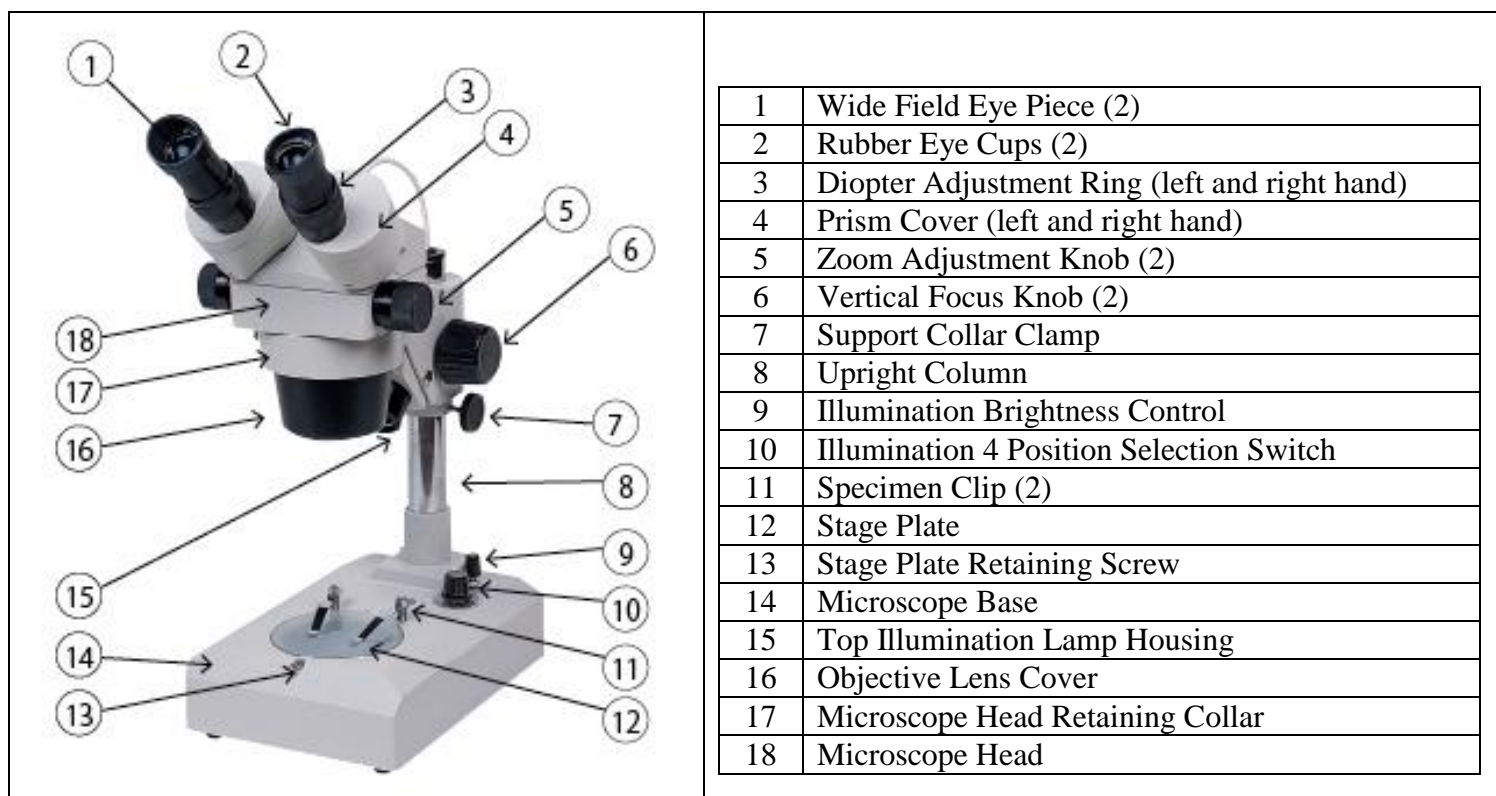 1
2
3
4
5
6
7
8
9
10
11
12
13
14
15
16
17
18
1 Wide Field Eye Piece (2)
2 Rubber Eye Cups (2)
3 Diopter Adjustment Ring (left and right hand)
4 Prism Cover (left and right hand)
5 Zoom Adjustment Knob (2)
6 Vertical Focus Knob (2)
7 Support Collar Clamp
8 Upright Column
9 Illumination Brightness Control
10 Illumination 4 Position Selection Switch
11 Specimen Clip (2)
12 Stage Plate
13 Stage Plate Retaining Screw
14 Microscope Base
15 Top Illumination Lamp Housing
16 Objective Lens Cover
17 Microscope Head Retaining Collar
18 Microscope Head